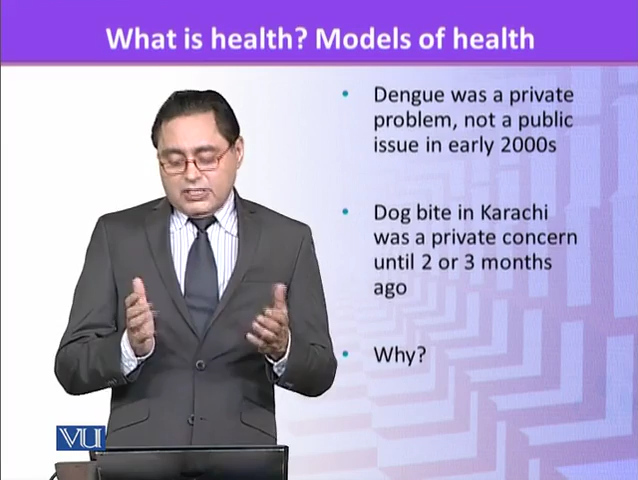 What is health? Models of health
• Dengue was a private
problem, not a public
issue in early 2000s
• Dog bite in Karachi
was a private concern
until 2 or 3 months
ago
• Why?
VU